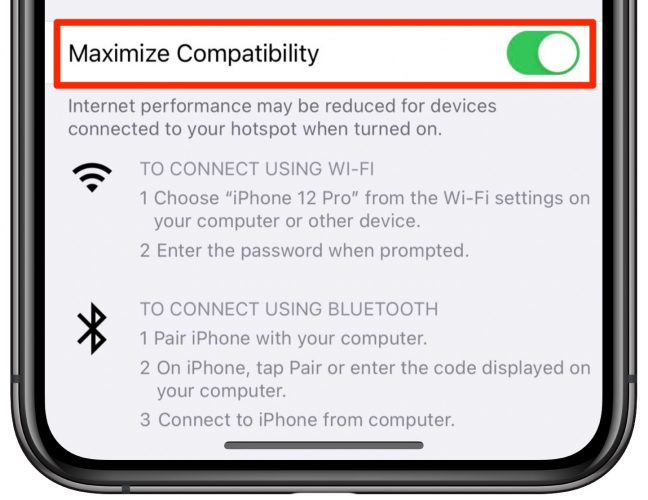 Maximize Compatibility
Internet performance may be reduced for devices
connected to your hotspot when turned on.
TO CONNECT USING WI-FI
1 Choose “iPhone 12 Pro” from the Wi-Fi settings on
your computer or other device.
2 Enter the password when prompted.
TO CONNECT USING BLUETOOTH
1 Pair iPhone with your computer.
2 On iPhone, tap Pair or enter the code displayed on
your computer.
3 Connect to iPhone from computer.